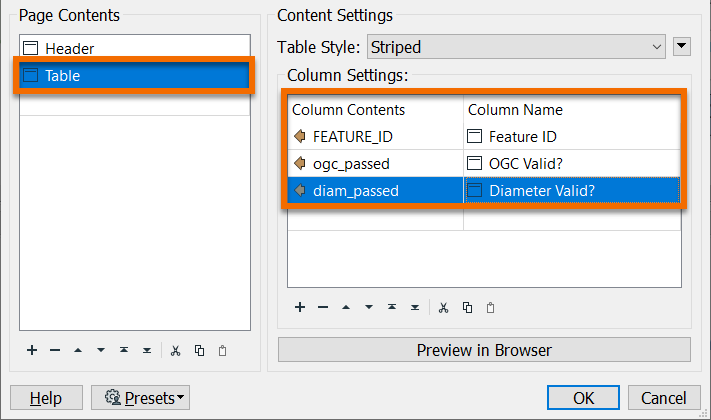 Page Contents
Header
Table
Content Settings
Table Style: Striped
Column Settings:
Column Contents Column Name
FEATURE_ID Feature ID
ogc_passed OGC Valid?
diam_passed Diameter Valid?
Preview in Browser
Help Presets OK Cancel